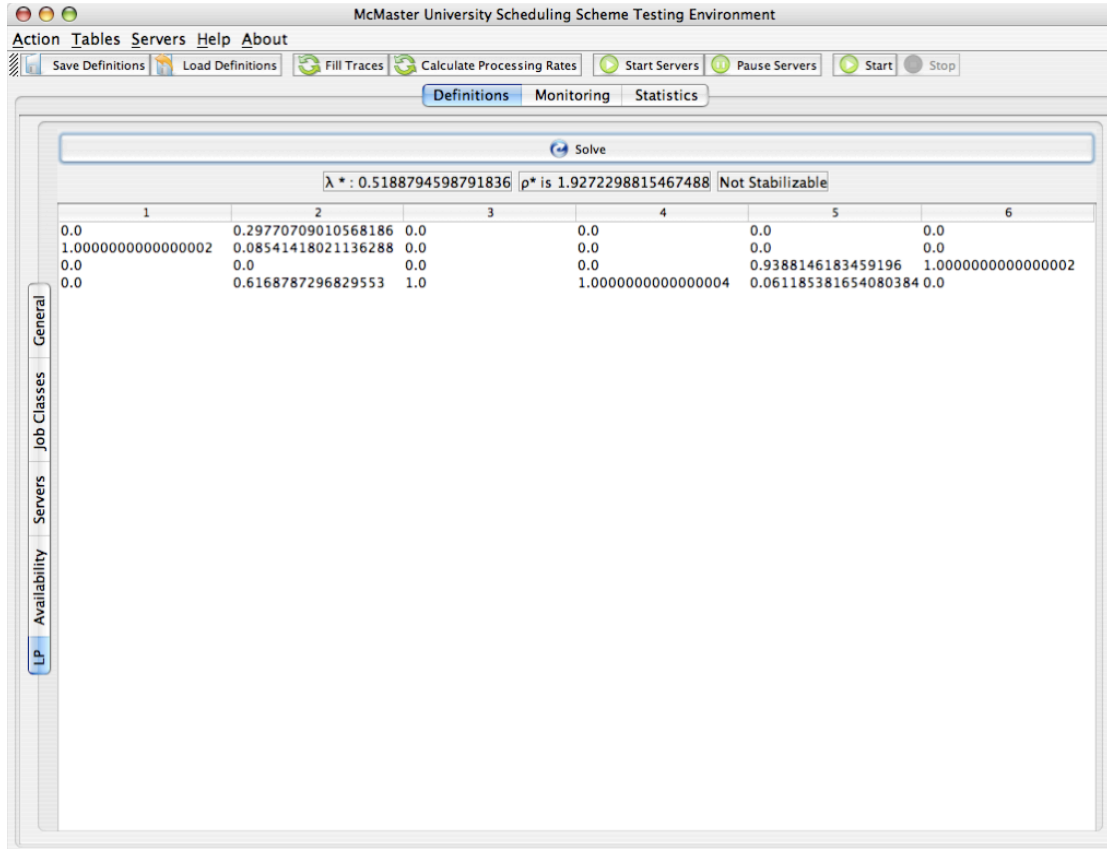 McMaster University Scheduling Scheme Testing Environment
Action Tables Servers Help About
Save Definitions Load Definitions Fill Traces Calculate Processing Rates Start Servers Pause Servers Start Stop
Definitions Monitoring Statistics
Solve
λ * : 0.5188794598791836 ρ* is 1.9272298815467488 Not Stabilizable
1 2 3 4 5 6
0.0 0.29770709010568186 0.0 0.0 0.0 0.0
1.0000000000000002 0.08541418021136288 0.0 0.0 0.0 0.0
0.0 0.0 0.0 0.0 0.9388146183459196 1.0000000000000002
0.0 0.6168787296829553 1.0 1.0000000000000004 0.061185381654080384 0.0
General
Job Classes
Servers
Availability
LP